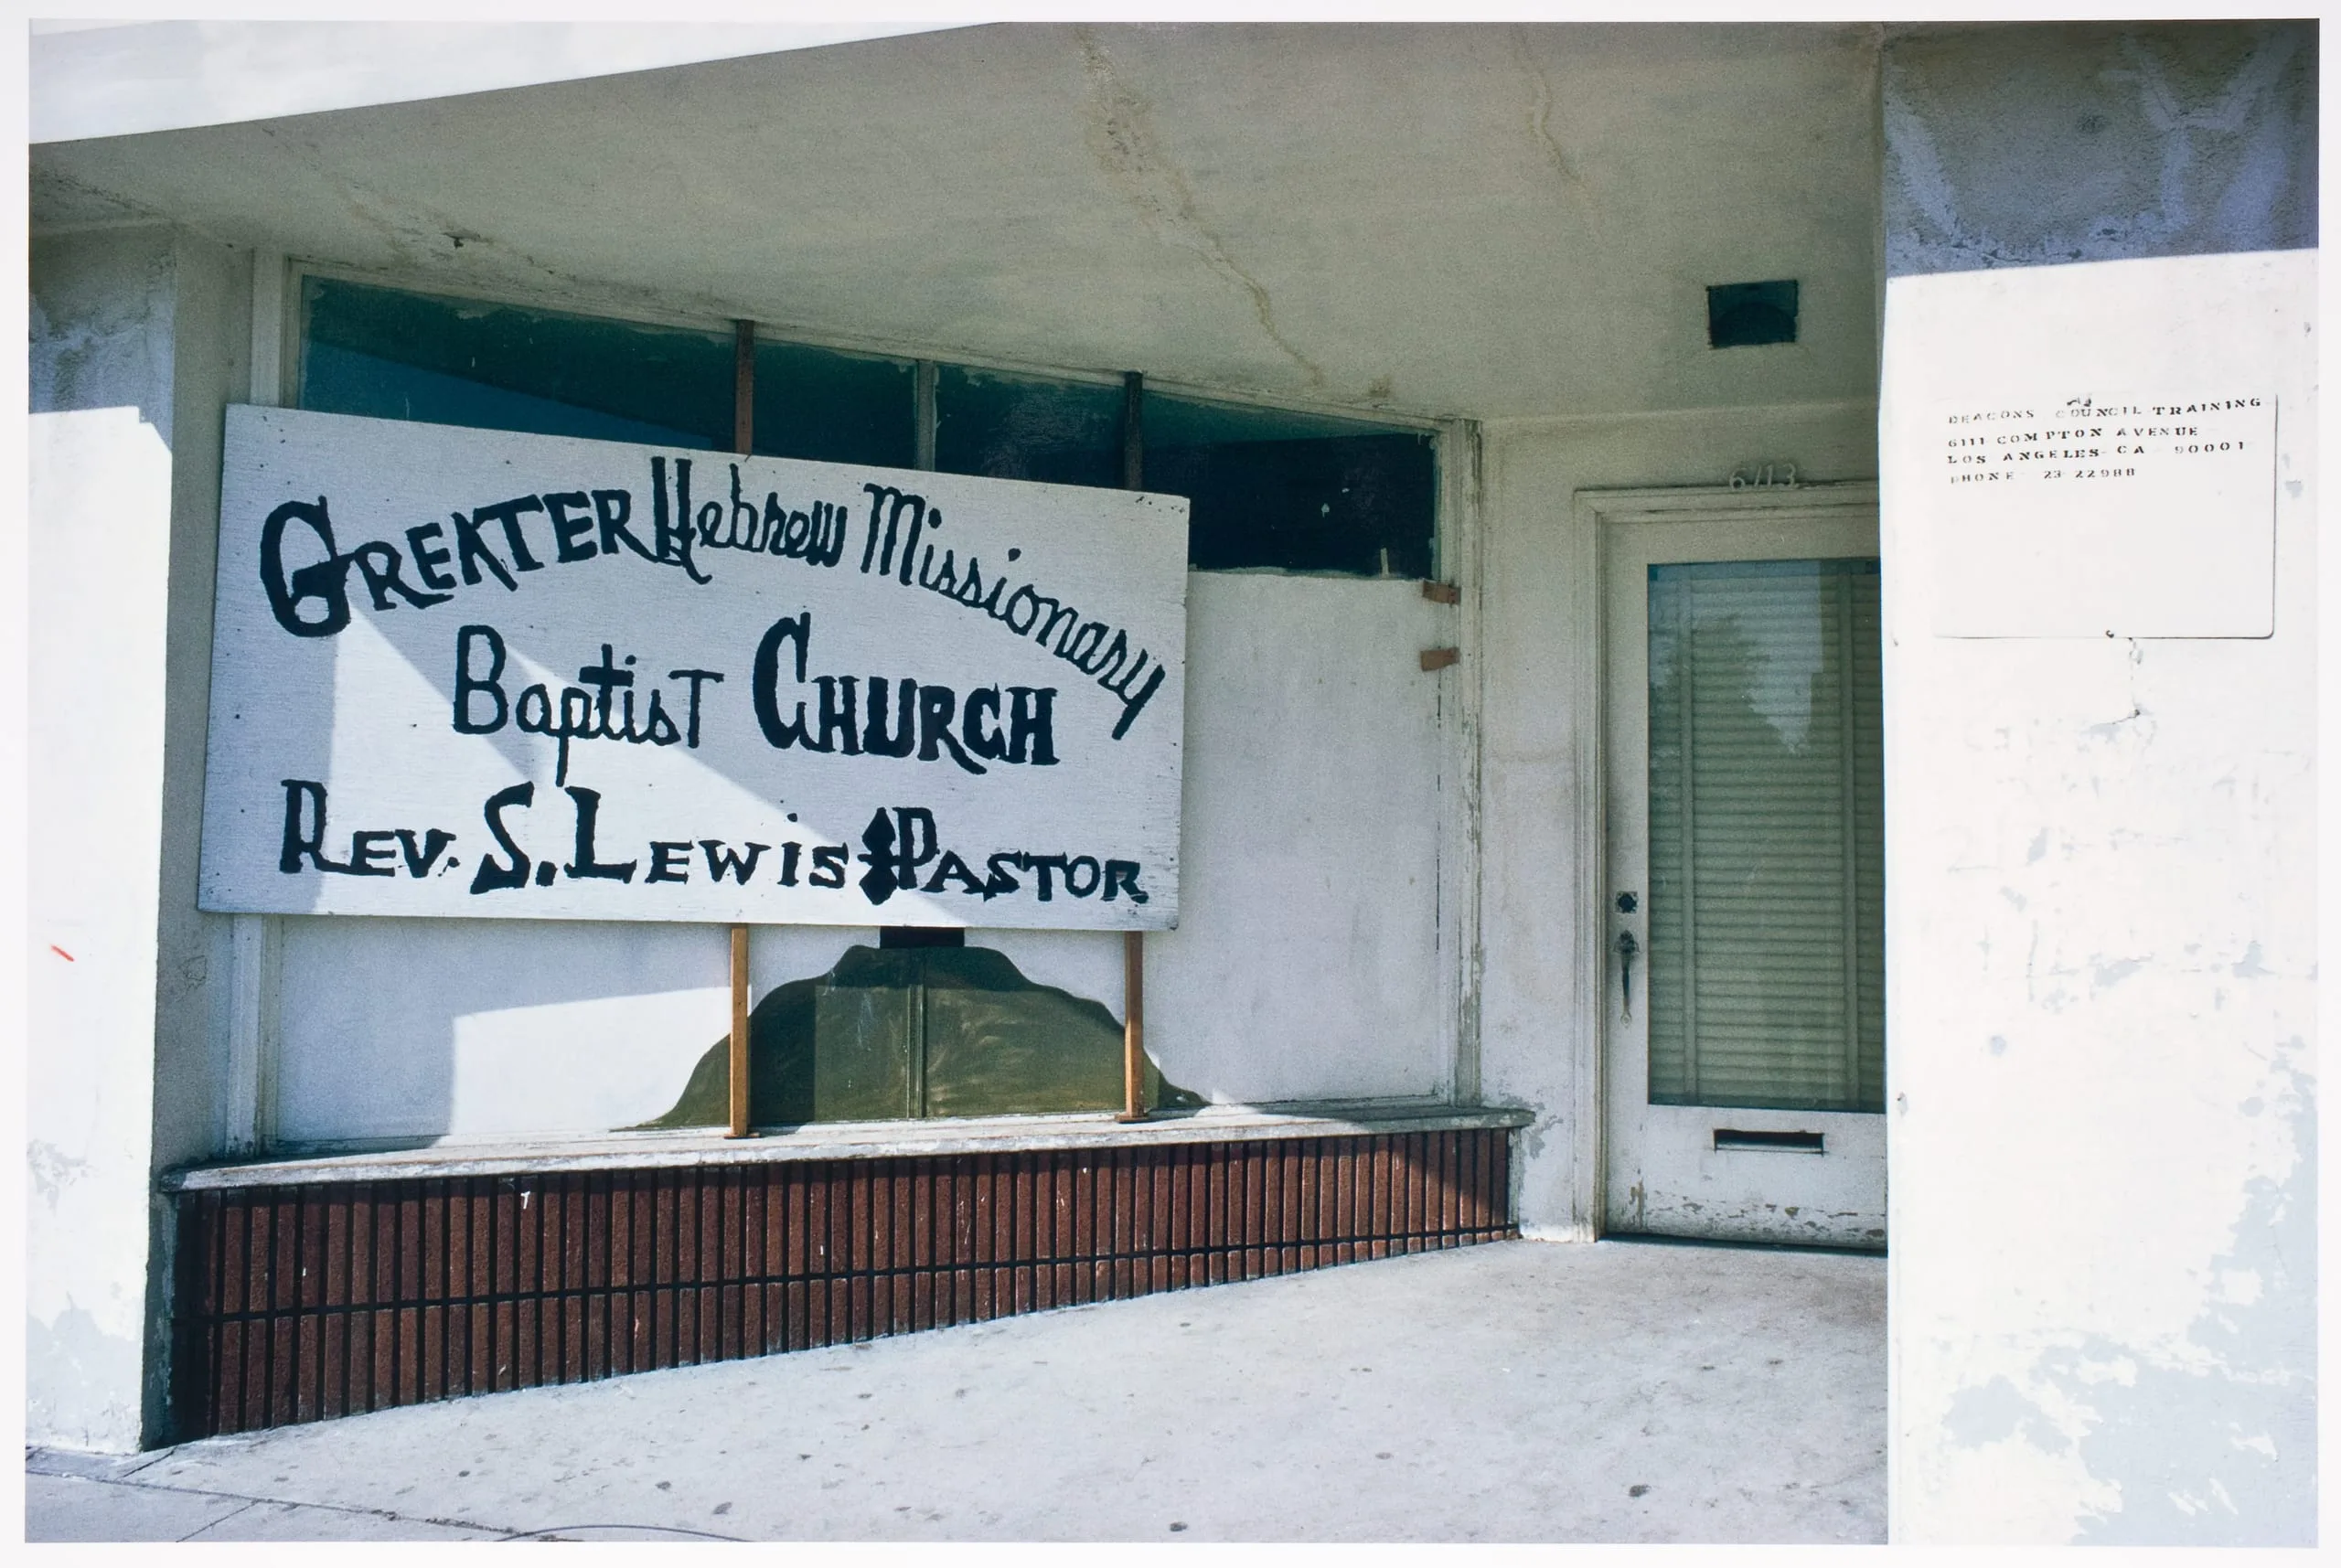 GREATER Hebrew Missionary
Baptist CHURCH
REV. S. LEWIS PASTOR
6113
DEACONS COUNCIL TRAINING
6111 COMPTON AVENUE
LOS ANGELES CA 90001
PHONE 23 22988